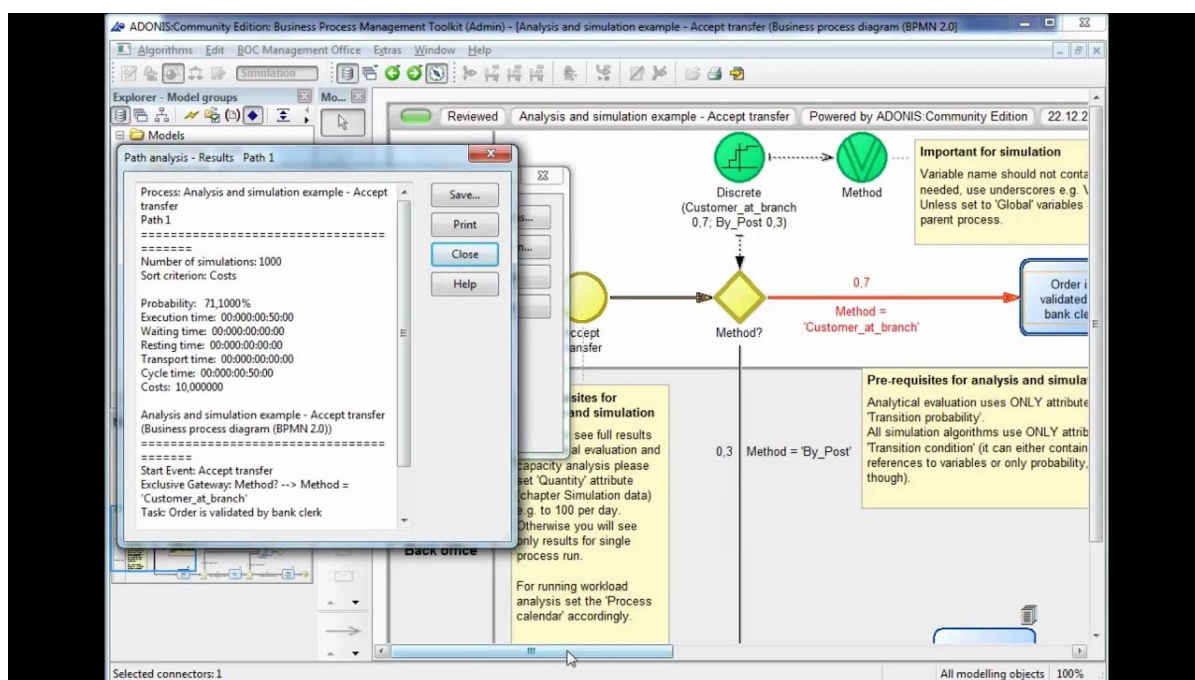 ADONIS:Community Edition: Business Process Management Toolkit (Admin) - [Analysis and simulation example - Accept transfer (Business process diagram (BPMN 2.0]
Algorithms Edit BOC Management Office Extras Window Help
Simulation
Explorer - Model groups
Mo...
Models
Reviewed
Analysis and simulation example - Accept transfer
Powered by ADONIS:Community Edition
22.12.2
Path analysis - Results Path 1
Process: Analysis and simulation example - Accept
transfer
Path 1
=================================
=======
Number of simulations: 1000
Sort criterion: Costs
Probability: 71,1000%
Execution time: 00:000:00:50:00
Waiting time: 00:000:00:00:00
Resting time: 00:000:00:00:00
Transport time: 00:000:00:00:00
Cycle time: 00:000:00:50:00
Costs: 10,000000
Analysis and simulation example - Accept transfer
(Business process diagram (BPMN 2.0))
=================================
=======
Start Event: Accept transfer
Exclusive Gateway: Method? --> Method =
'Customer_at_branch'
Task: Order is validated by bank clerk
Save...
Print
Close
Help
s...
n...
Discrete
(Customer_at_branch
0,7; By_Post 0,3)
Method
Important for simulation
Variable name should not conta
needed, use underscores e.g. V
Unless set to 'Global' variables
parent process.
ccept
ansfer
Method?
0,7
Method =
'Customer_at_branch'
Order i
validated
bank cle
sites for
and simulation
see full results
al evaluation and
capacity analysis please
set 'Quantity' attribute
(chapter Simulation data)
e.g. to 100 per day.
Otherwise you will see
only results for single
process run.
For running workload
analysis set the 'Process
calendar' accordingly.
0,3
Method = 'By_Post'
Pre-requisites for analysis and simula
Analytical evaluation uses ONLY attribute
'Transition probability'.
All simulation algorithms use ONLY attrib
'Transition condition' (it can either contain
references to variables or only probability,
though).
Back office
Selected connectors: 1
All modelling objects
100%